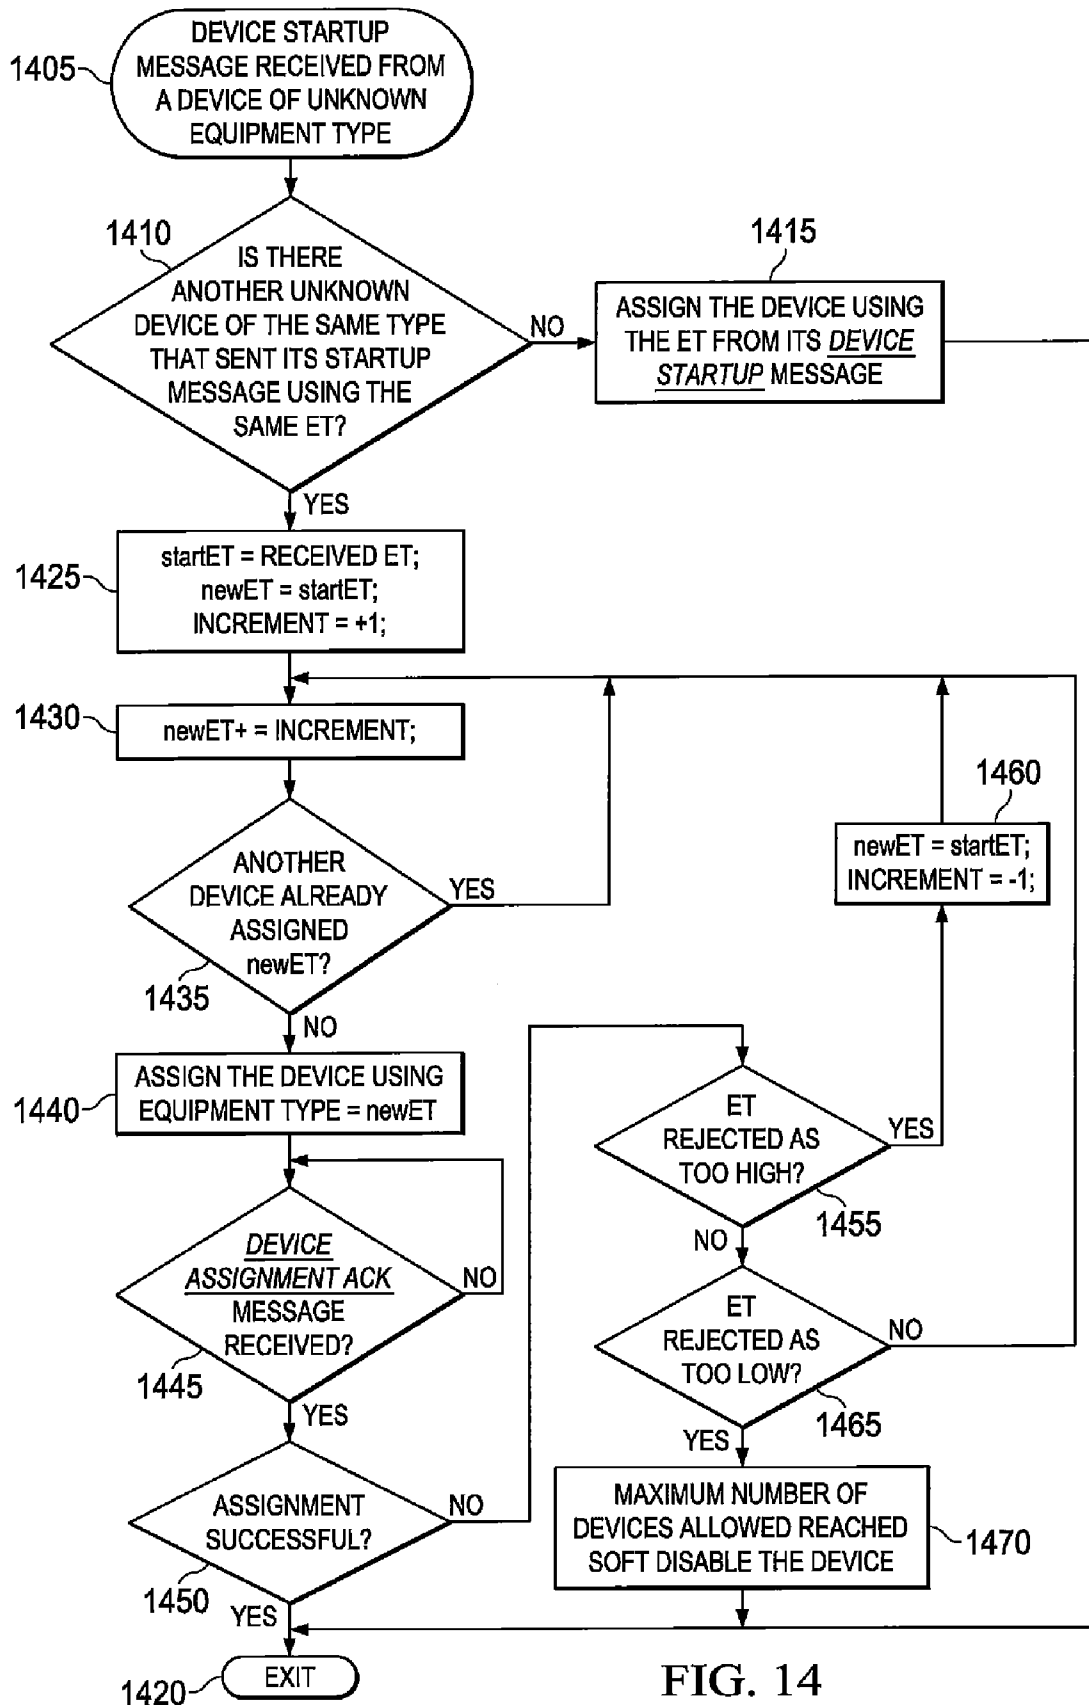 DEVICE STARTUP
MESSAGE RECEIVED FROM
A DEVICE OF UNKNOWN
EQUIPMENT TYPE
1405
1410
IS THERE
ANOTHER UNKNOWN
DEVICE OF THE SAME TYPE
THAT SENT ITS STARTUP
MESSAGE USING THE
SAME ET?
NO
1415
ASSIGN THE DEVICE USING
THE ET FROM ITS DEVICE
STARTUP MESSAGE
YES
1425
startET = RECEIVED ET;
newET = startET;
INCREMENT = +1;
1430
newET+ = INCREMENT;
ANOTHER
DEVICE ALREADY
ASSIGNED
newET?
YES
1435
NO
1460
newET = startET;
INCREMENT = -1;
1440
ASSIGN THE DEVICE USING
EQUIPMENT TYPE = newET
DEVICE
ASSIGNMENT ACK
MESSAGE
RECEIVED?
NO
1445
YES
ASSIGNMENT
SUCCESSFUL?
NO
1450
YES
ET
REJECTED AS
TOO HIGH?
YES
1455
NO
ET
REJECTED AS
TOO LOW?
NO
1465
YES
MAXIMUM NUMBER OF
DEVICES ALLOWED REACHED
SOFT DISABLE THE DEVICE
1470
EXIT
1420
FIG. 14